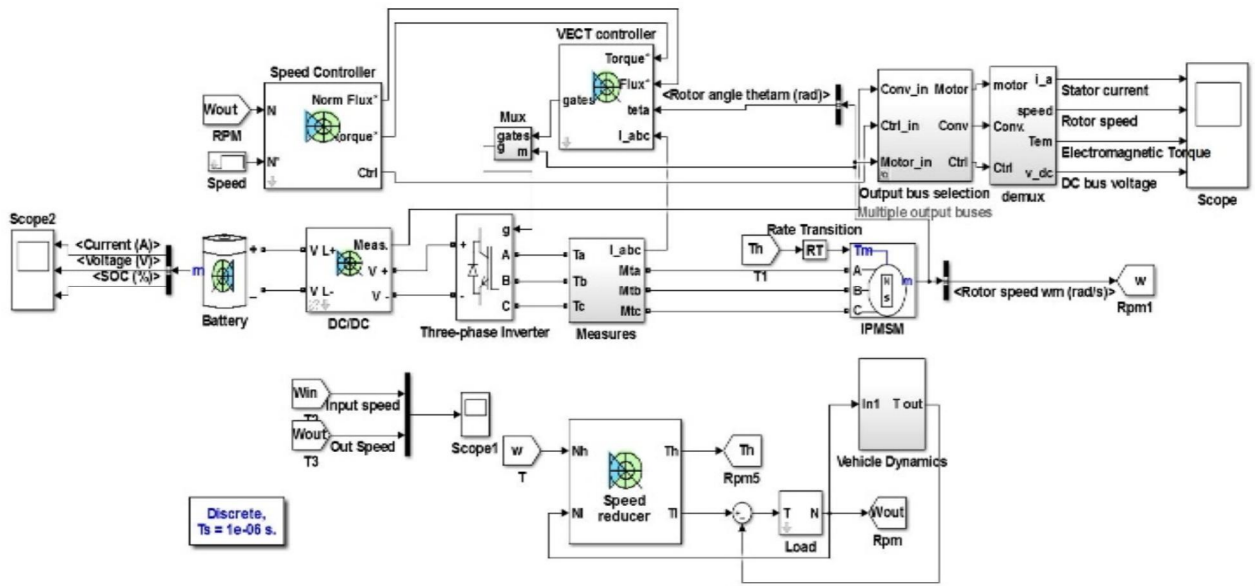 VECT controller
Torque*
Flux*
gates
teta
I_abc
Speed Controller
Norm Flux*
Torque*
Ctrl
N
N*
Wout
RPM
Speed
Mux
gates
g
m
<Rotor angle thetam (rad)>
Conv_in
Ctrl_in
Motor_in
Motor
Conv
Ctrl
Output bus selection
Multiple output buses
motor
Conv.
Ctrl
i_a
speed
Tem
v_dc
demux
Stator current
Rotor speed
Electromagnetic Torque
DC bus voltage
Scope
Scope2
<Current (A)>
<Voltage (V)>
<SOC (%)>
m
+
_
Battery
V L+
V L-
Meas.
V +
V -
DC/DC
g
+
-
A
B
C
Three-phase Inverter
Ta
Tb
Tc
I_abc
Mta
Mtb
Mtc
Measures
Rate Transition
Th
T1
RT
Tm
A
B
C
N
S
m
IPMSM
<Rotor speed wm (rad/s)>
w
Rpm1
Win
Input speed
Wout
T3
Out Speed
Scope1
w
T
Nh
Nl
Th
Tl
Speed
reducer
Th
Rpm5
T
N
Load
In1
T out
Vehicle Dynamics
Wout
Rpm
Discrete,
Ts = 1e-06 s.